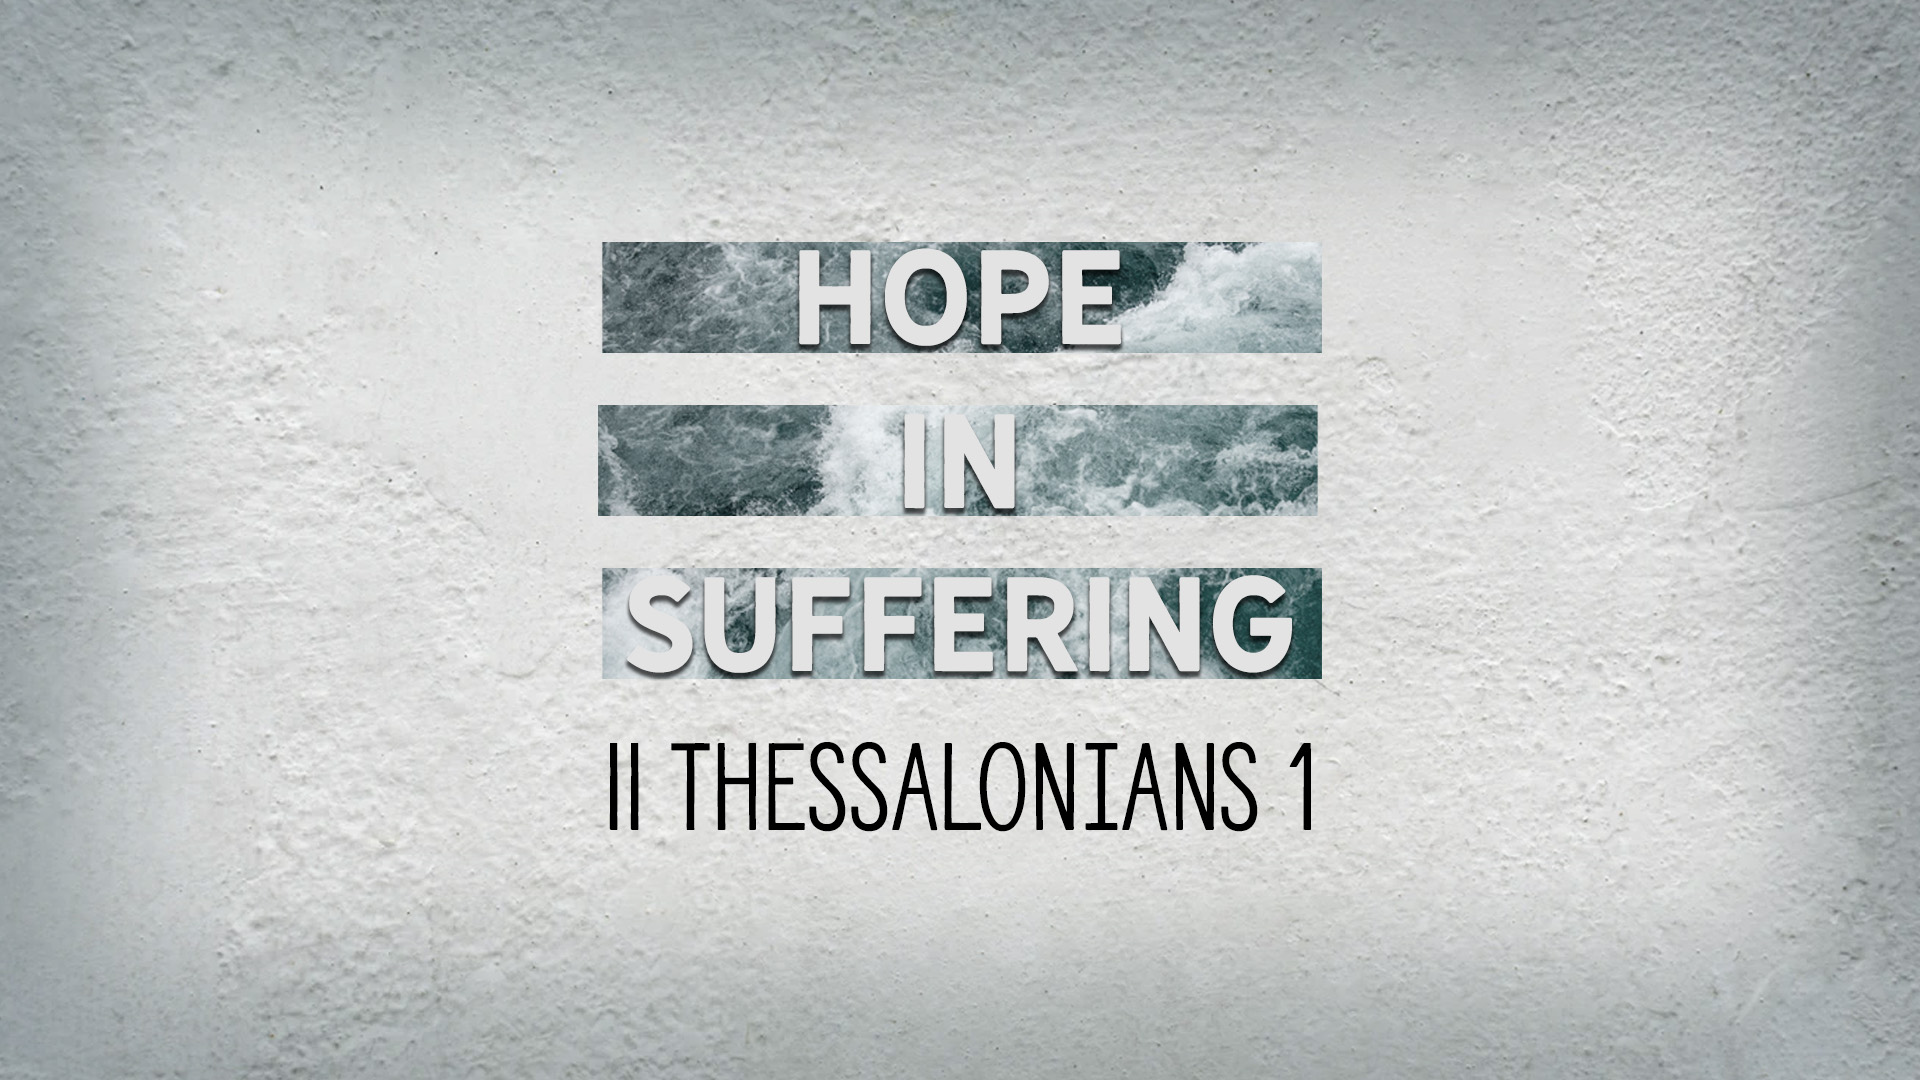 HOPE
IN
SUFFERING
II THESSALONIANS 1